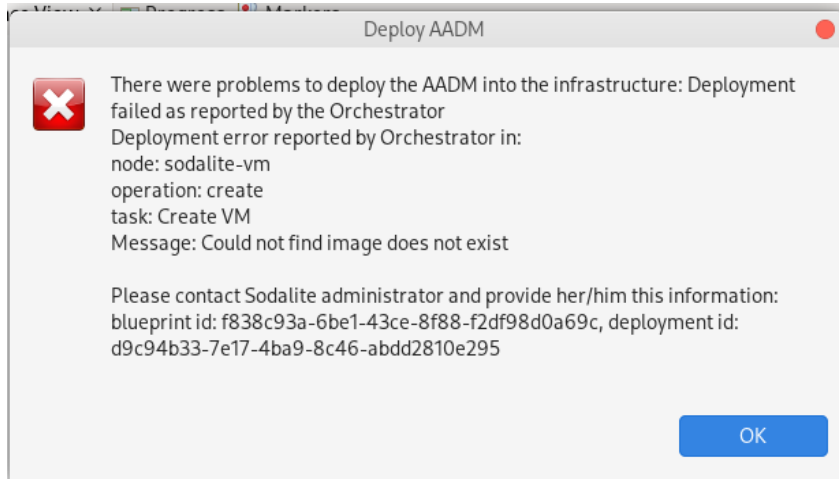 Deploy AADM
There were problems to deploy the AADM into the infrastructure: Deployment
failed as reported by the Orchestrator
Deployment error reported by Orchestrator in:
node: sodalite-vm
operation: create
task: Create VM
Message: Could not find image does not exist
Please contact Sodalite administrator and provide her/him this information:
blueprint id: f838c93a-6be1-43ce-8f88-f2df98d0a69c, deployment id:
d9c94b33-7e17-4ba9-8c46-abdd2810e295
OK